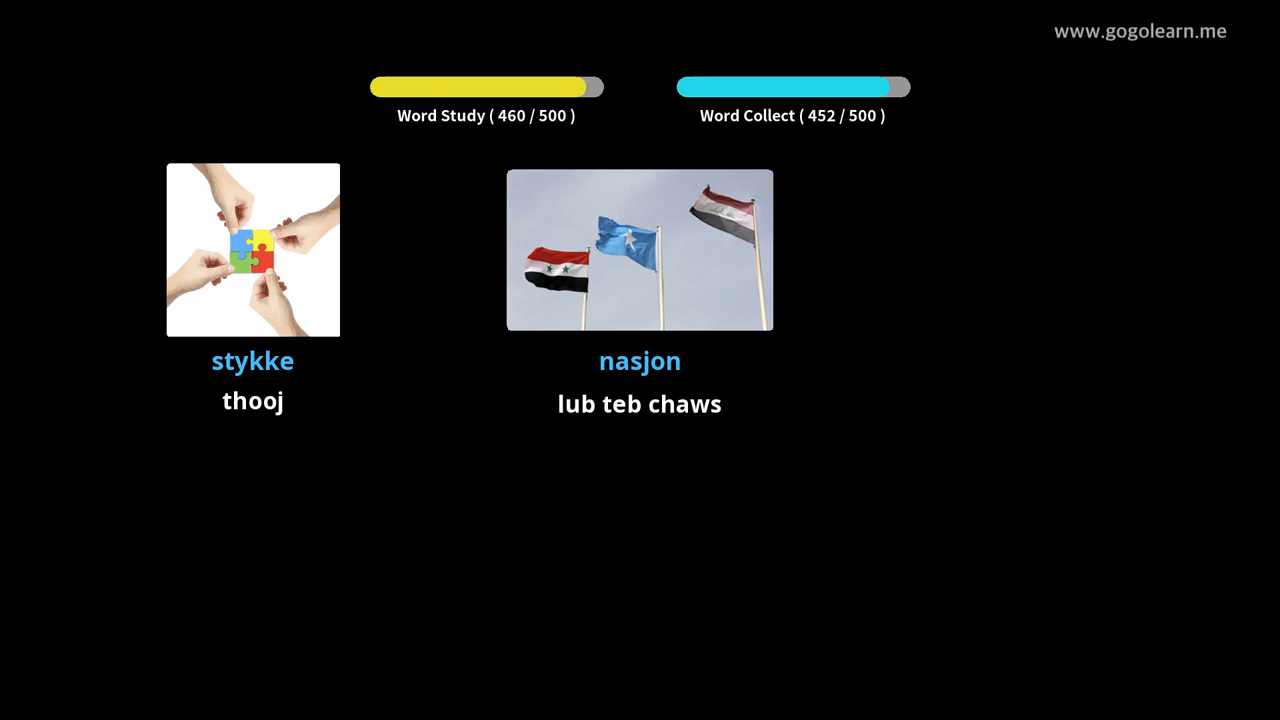 www.gogolearn.me
Word Study ( 460 / 500 )
Word Collect ( 452 / 500 )
stykke
thooj
nasjon
lub teb chaws